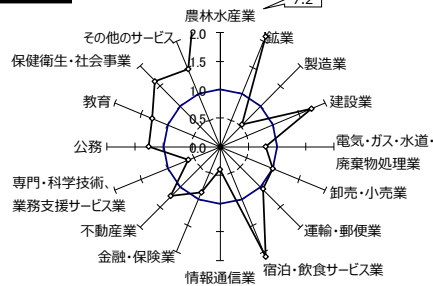 7.2
農林水産業
2.0
その他のサービス
鉱業
保健衛生・社会事業
1.5
製造業
教育
1.0
建設業
0.5
公務
0.0
電気・ガス・水道・
廃棄物処理業
専門・科学技術、
業務支援サービス業
卸売・小売業
不動産業
運輸・郵便業
金融・保険業
宿泊・飲食サービス業
情報通信業